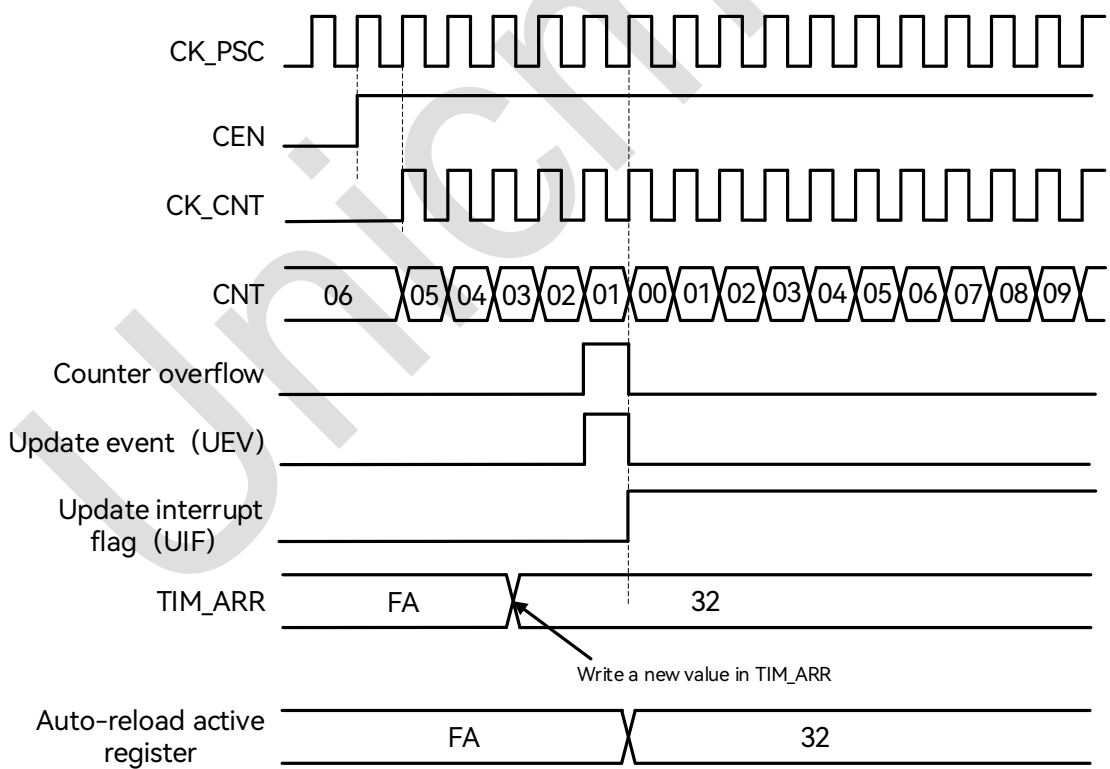 CK_PSC
CEN
CK_CNT
CNT
06 05 04 03 02 01 00 01 02 03 04 05 06 07 08 09
Counter overflow
Update event（UEV）
Update interrupt
flag（UIF）
TIM_ARR
FA
32
Write a new value in TIM_ARR
Auto-reload active
register
FA
32